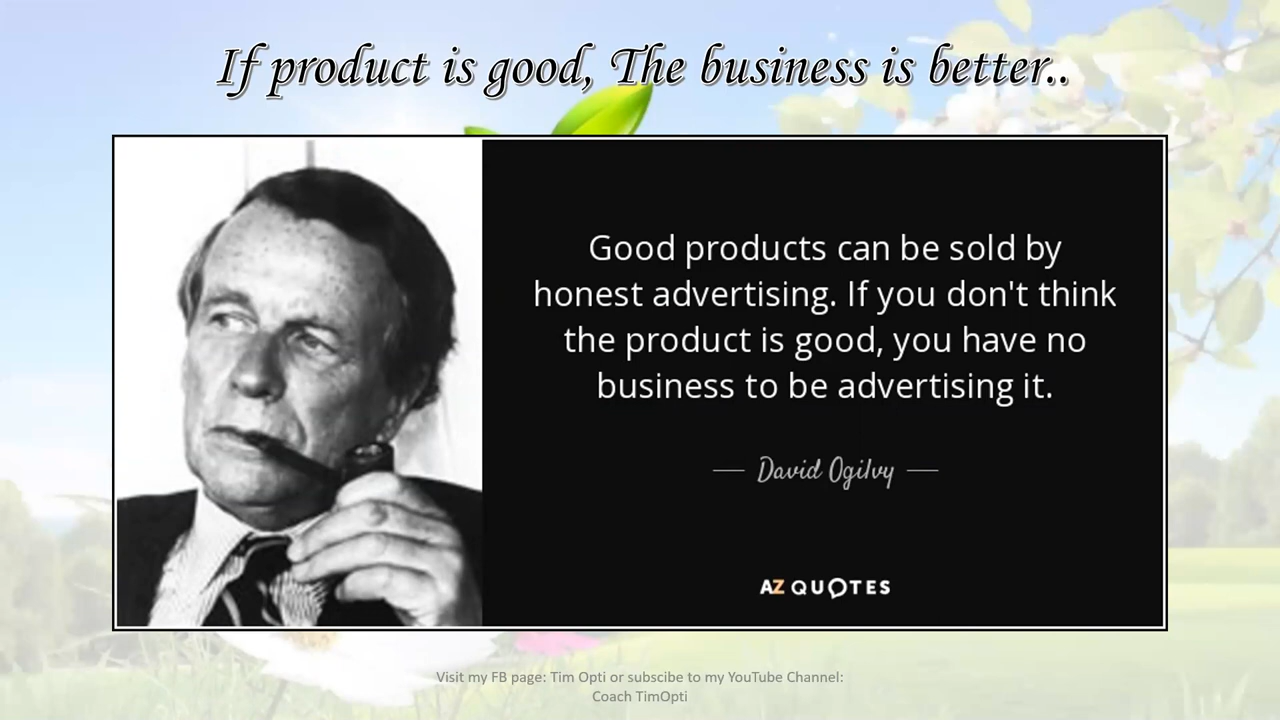 If product is good, The business is better..
Good products can be sold by
honest advertising. If you don't think
the product is good, you have no
business to be advertising it.
David Ogilvy
AZ QUOTES
Visit my FB page: Tim Opti or subscibe to my YouTube Channel:
Coach TimOpti